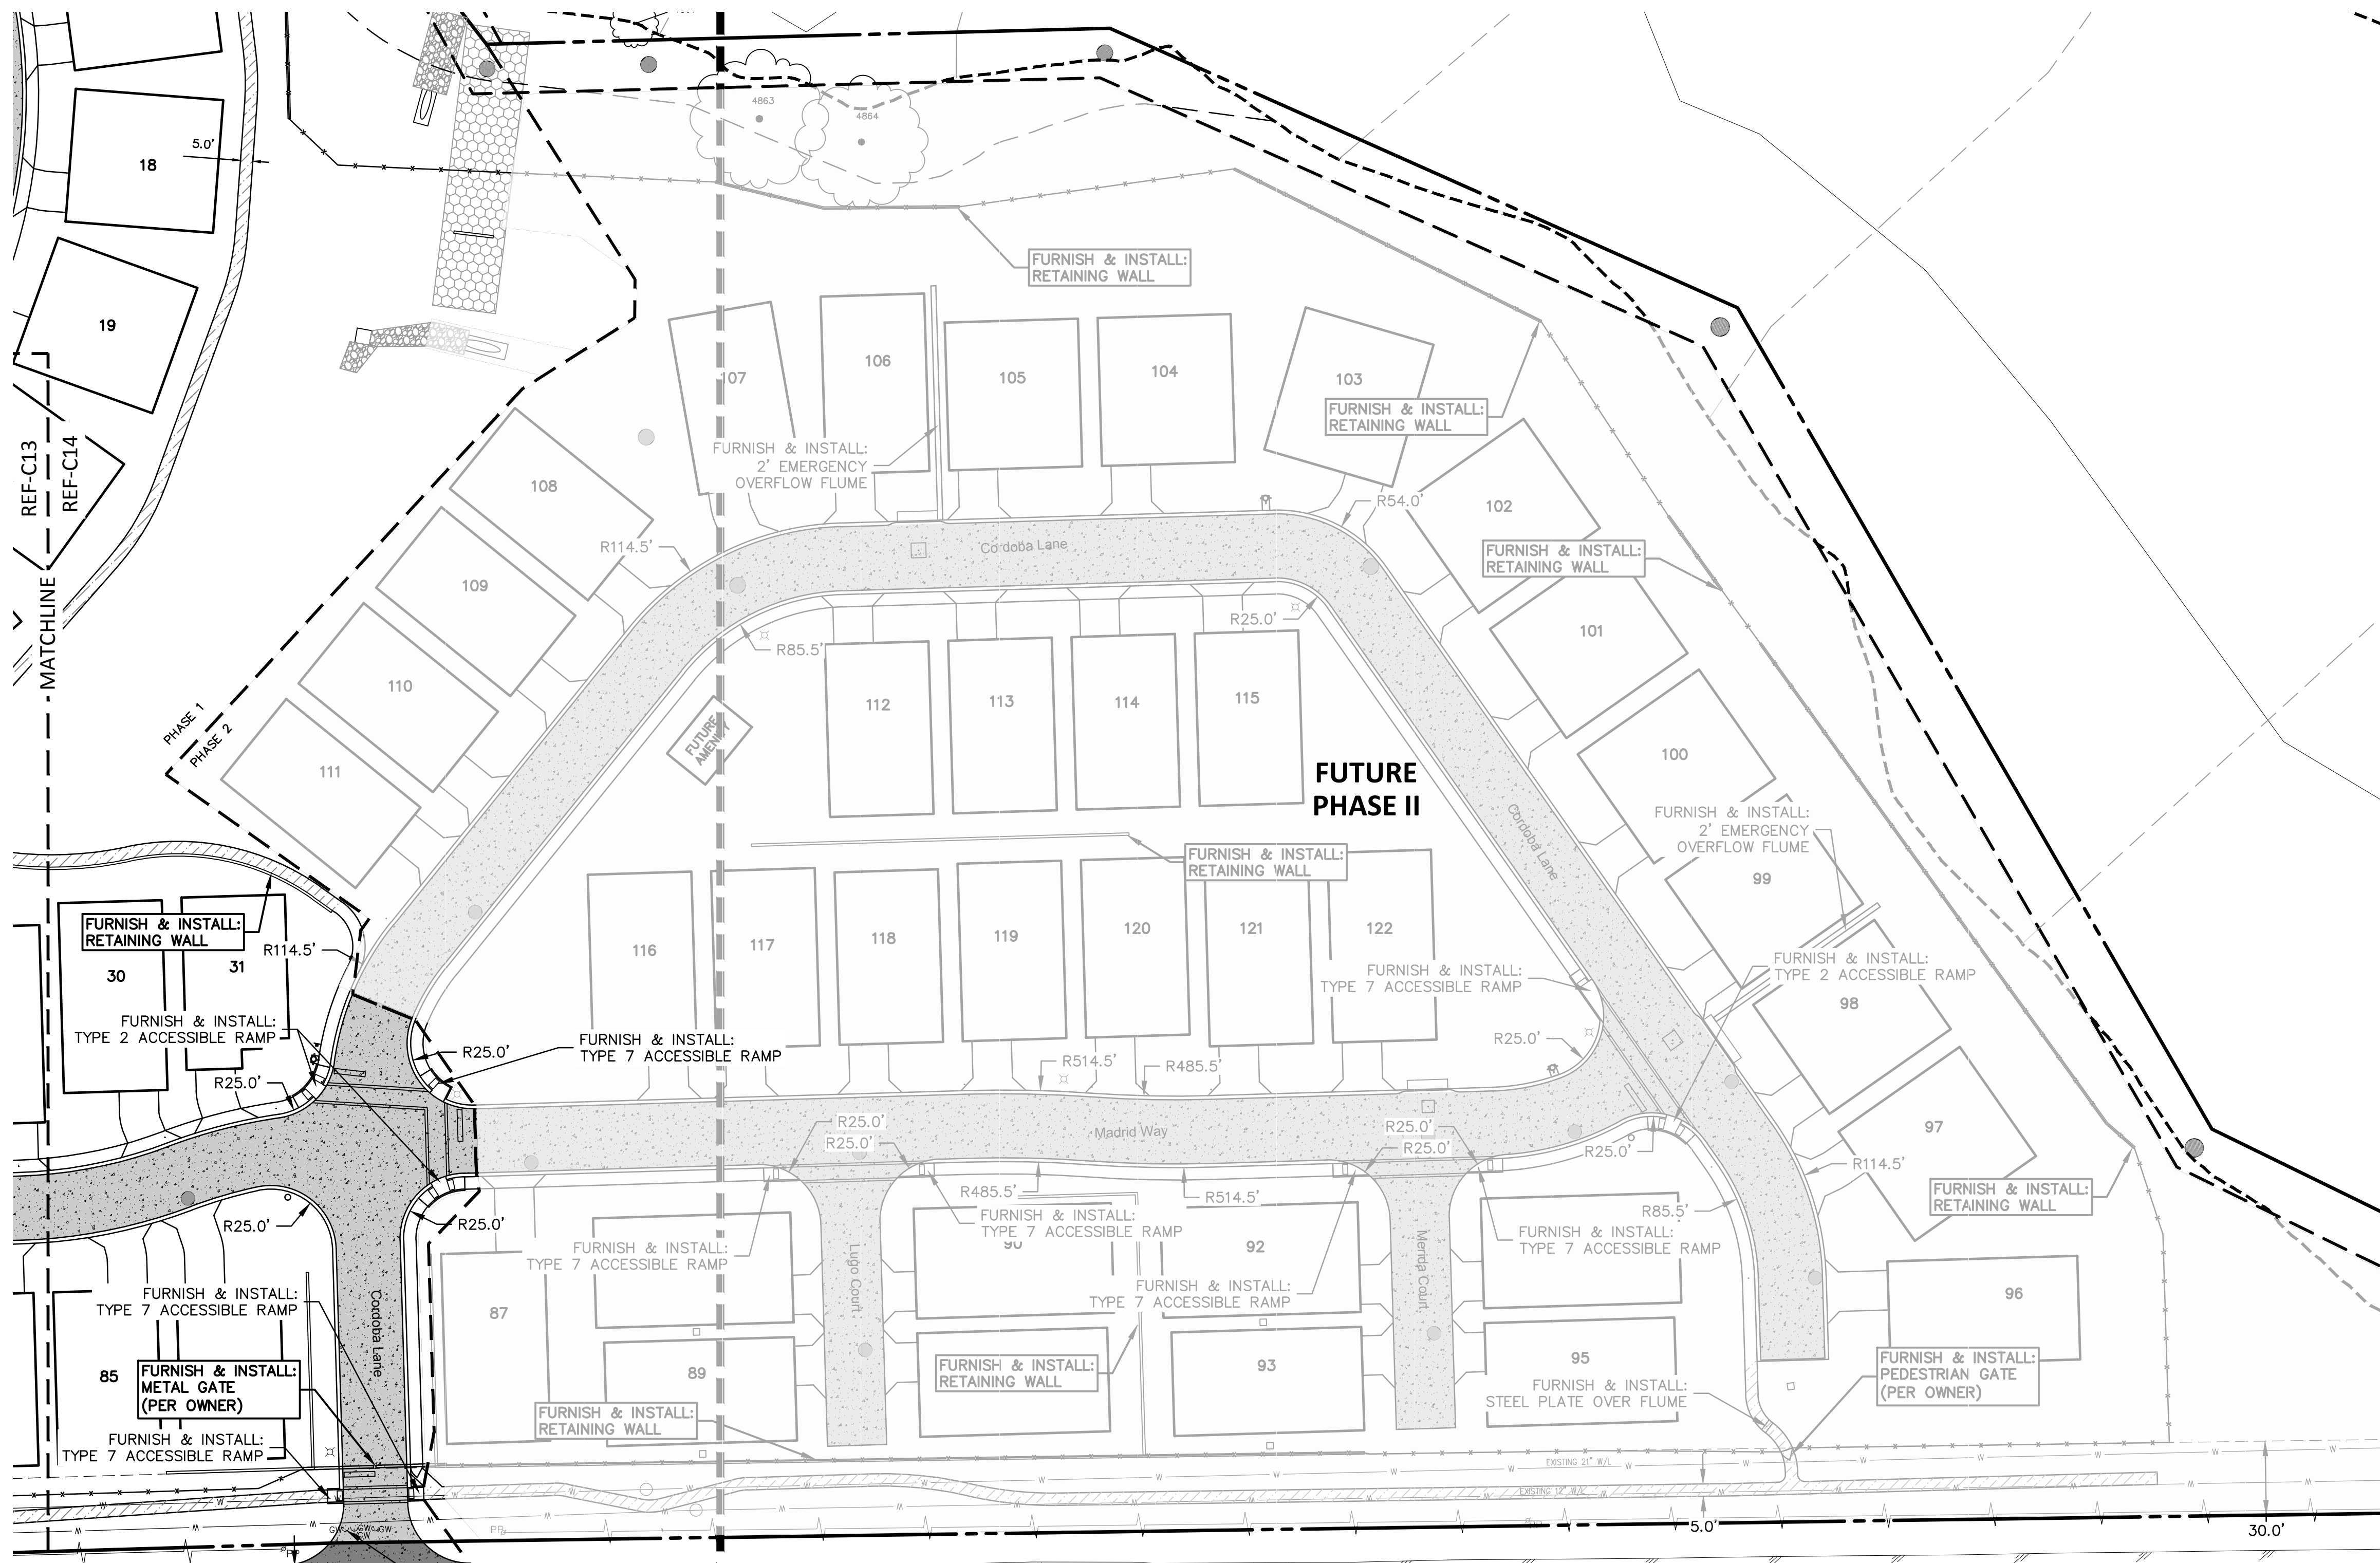 4863
4864
18
5.0'
19
REF-C13
REF-C14
MATCHLINE
FURNISH & INSTALL:
RETAINING WALL
107
106
105
104
103
FURNISH & INSTALL:
RETAINING WALL
FURNISH & INSTALL:
2' EMERGENCY
OVERFLOW FLUME
108
R54.0'
102
R114.5'
Cordoba Lane
FURNISH & INSTALL:
RETAINING WALL
109
R25.0'
101
R85.5'
110
112
113
114
115
PHASE 1
PHASE 2
FUTURE
AMENITY
100
111
FUTURE
PHASE II
Cordoba Lane
FURNISH & INSTALL:
2' EMERGENCY
OVERFLOW FLUME
FURNISH & INSTALL:
RETAINING WALL
99
FURNISH & INSTALL:
RETAINING WALL
R114.5'
30
31
116
117
118
119
120
121
122
FURNISH & INSTALL:
TYPE 7 ACCESSIBLE RAMP
FURNISH & INSTALL:
TYPE 2 ACCESSIBLE RAMP
98
FURNISH & INSTALL:
TYPE 2 ACCESSIBLE RAMP
FURNISH & INSTALL:
TYPE 7 ACCESSIBLE RAMP
R25.0'
R25.0'
R514.5'
R485.5'
R25.0'
R25.0'
R25.0'
Madrid Way
R25.0'
R25.0'
R25.0'
97
R114.5'
R485.5'
R514.5'
R85.5'
FURNISH & INSTALL:
RETAINING WALL
R25.0'
R25.0'
FURNISH & INSTALL:
TYPE 7 ACCESSIBLE RAMP
FURNISH & INSTALL:
TYPE 7 ACCESSIBLE RAMP
90
92
FURNISH & INSTALL:
TYPE 7 ACCESSIBLE RAMP
Lugo Court
Merida Court
FURNISH & INSTALL:
TYPE 7 ACCESSIBLE RAMP
FURNISH & INSTALL:
TYPE 7 ACCESSIBLE RAMP
Cordoba Lane
87
96
85
FURNISH & INSTALL:
METAL GATE
(PER OWNER)
89
FURNISH & INSTALL:
RETAINING WALL
93
95
FURNISH & INSTALL:
PEDESTRIAN GATE
(PER OWNER)
FURNISH & INSTALL:
STEEL PLATE OVER FLUME
FURNISH & INSTALL:
RETAINING WALL
FURNISH & INSTALL:
TYPE 7 ACCESSIBLE RAMP
EXISTING 21" W/L
EXISTING 12" W/L
5.0'
30.0'